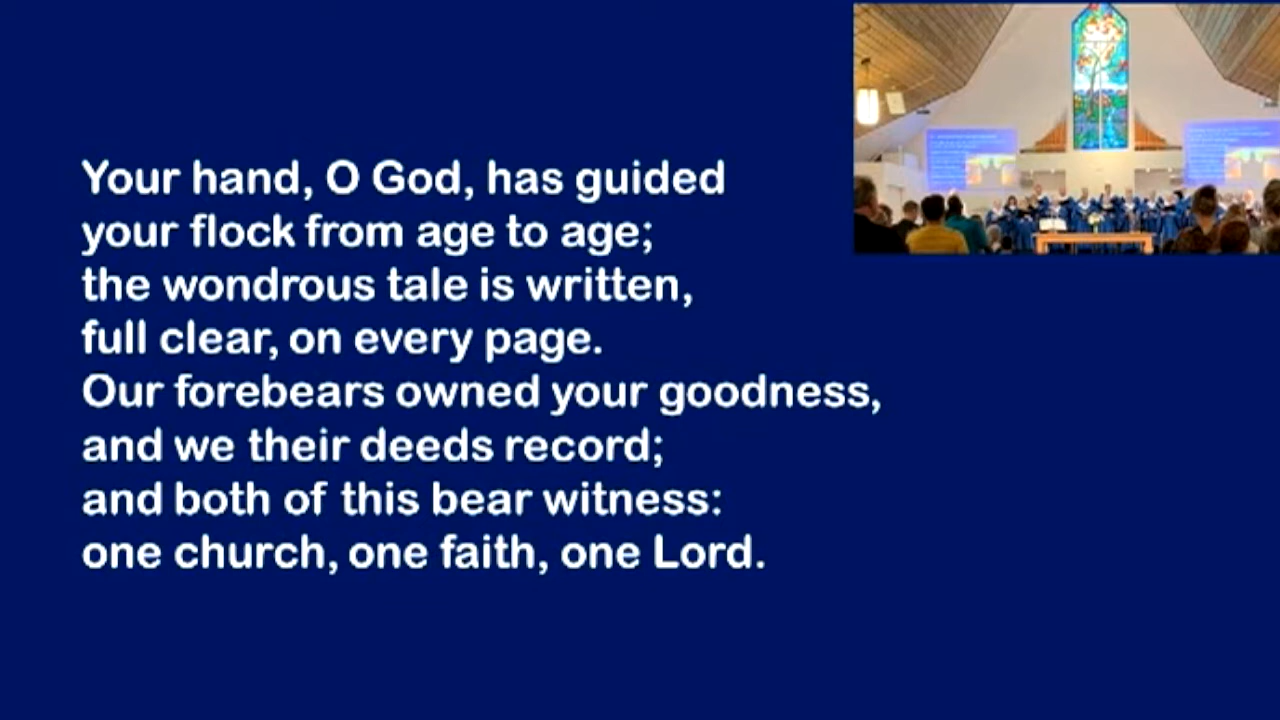 Your hand, O God, has guided
your flock from age to age;
the wondrous tale is written,
full clear, on every page.
Our forebears owned your goodness,
and we their deeds record;
and both of this bear witness:
one church, one faith, one Lord.